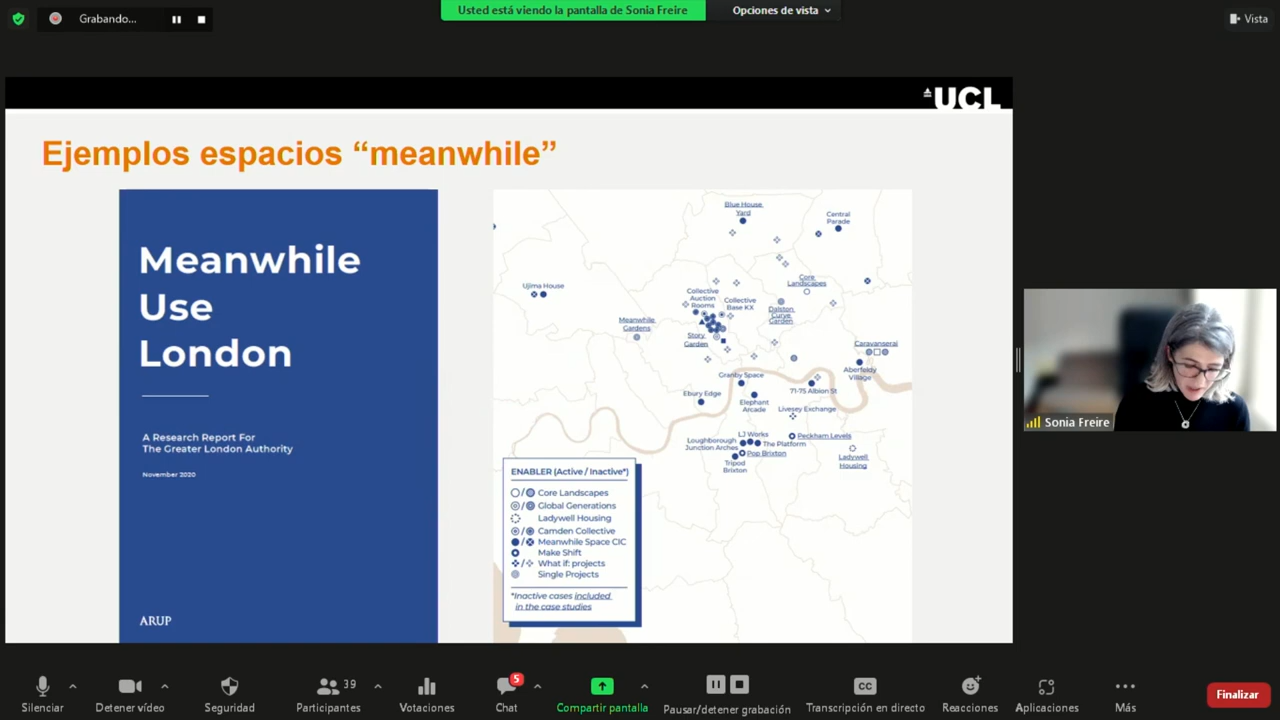 Grabando...
Usted está viendo la pantalla de Sonia Freire
Opciones de vista
Vista
UCL
Ejemplos espacios “meanwhile”
Meanwhile
Use
London
A Research Report For
The Greater London Authority
November 2020
ARUP
Blue House
Yard
Central
Parade
Ujima House
Core
Landscapes
Collective
Auction
Rooms
Collective
Base KX
Dalston
Curve
Garden
Meanwhile
Gardens
Story
Garden
Caravanserai
Aberfeldy
Village
Granby Space
71-75 Albion St
Ebury Edge
Elephant
Arcade
Livesey Exchange
LJ Works
Peckham Levels
Loughborough
Junction Arches
The Platform
Pop Brixton
Tripod
Brixton
Ladywell
Housing
ENABLER (Active / Inactive*)
Core Landscapes
Global Generations
Ladywell Housing
Camden Collective
Meanwhile Space CIC
Make Shift
What if: projects
Single Projects
*Inactive cases included
in the case studies
Sonia Freire
Silenciar
Detener vídeo
Seguridad
39
Participantes
Votaciones
5
Chat
Compartir pantalla
Pausar/detener grabación
CC
Transcripción en directo
Reacciones
Aplicaciones
Más
Finalizar